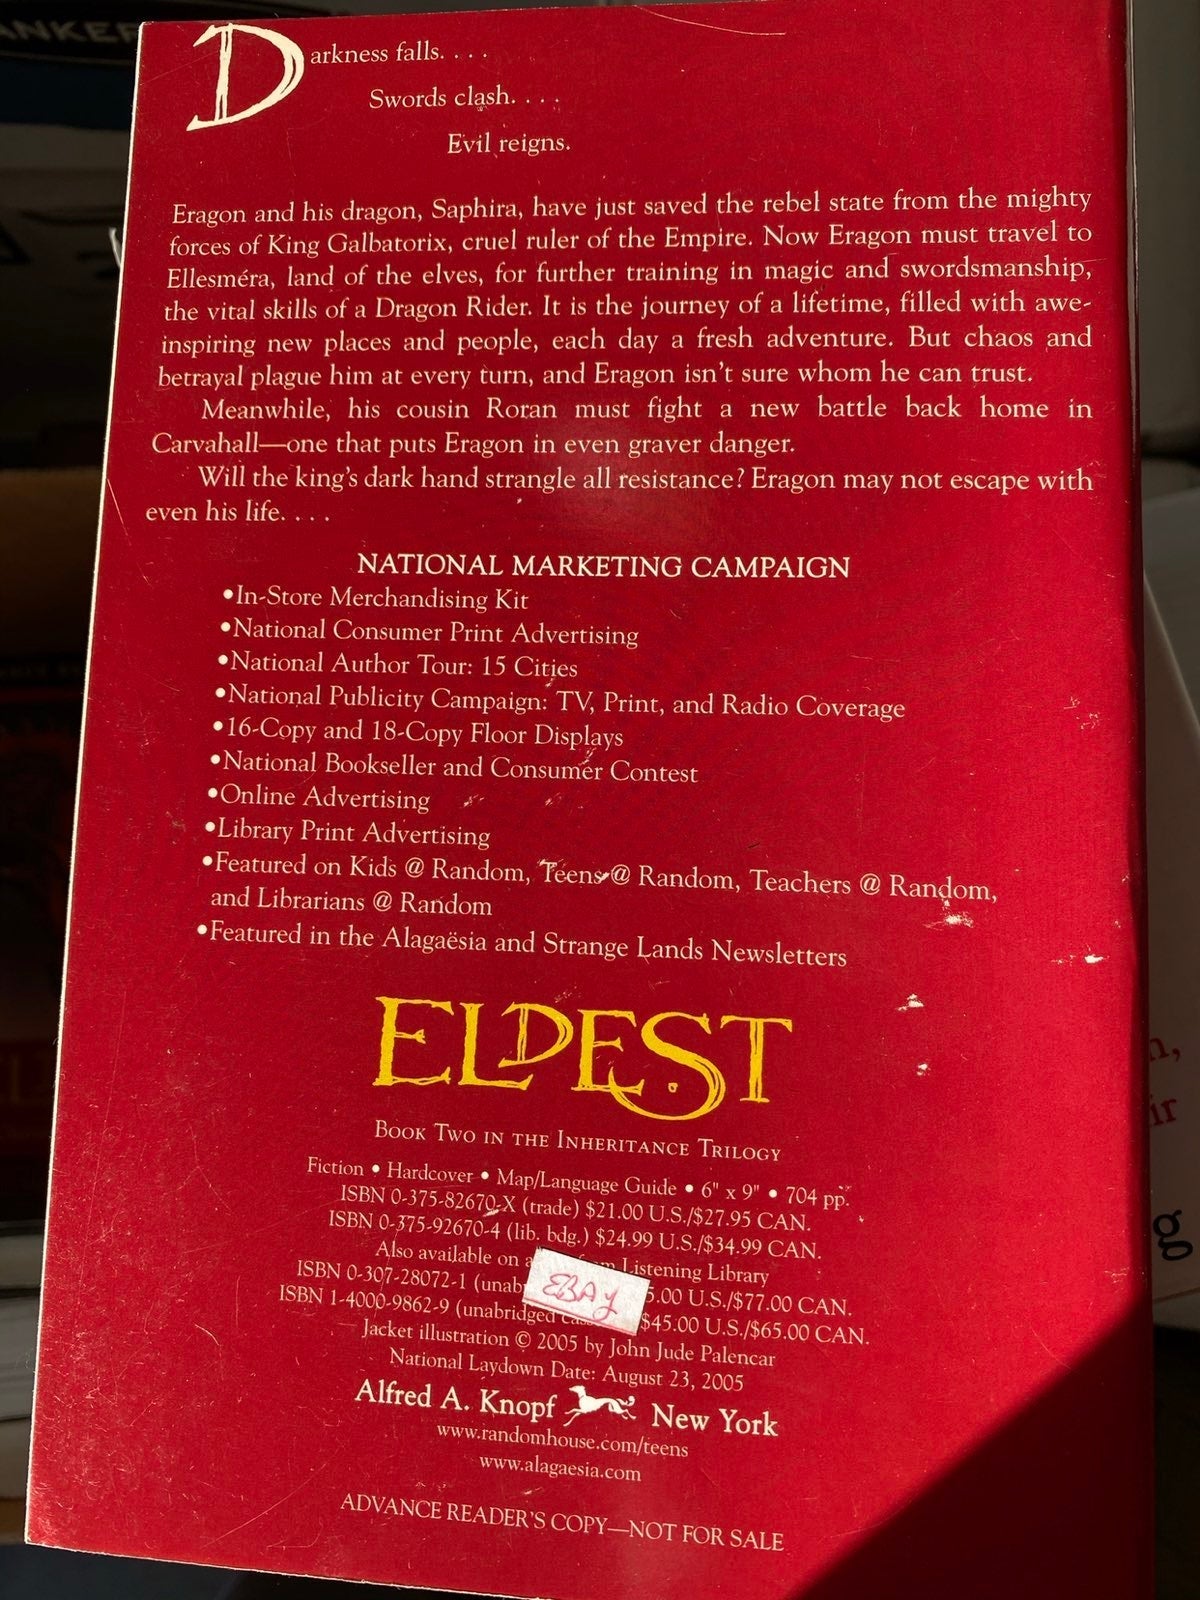 ANKER
Darkness falls. . . .
Swords clash. . . .
Evil reigns.
Eragon and his dragon, Saphira, have just saved the rebel state from the mighty
forces of King Galbatorix, cruel ruler of the Empire. Now Eragon must travel to
Ellesméra, land of the elves, for further training in magic and swordsmanship,
the vital skills of a Dragon Rider. It is the journey of a lifetime, filled with awe-
inspiring new places and people, each day a fresh adventure. But chaos and
betrayal plague him at every turn, and Eragon isn't sure whom he can trust.
Meanwhile, his cousin Roran must fight a new battle back home in
Carvahall—one that puts Eragon in even graver danger.
Will the king's dark hand strangle all resistance? Eragon may not escape with
even his life. . . .
NATIONAL MARKETING CAMPAIGN
•In-Store Merchandising Kit
•National Consumer Print Advertising
•National Author Tour: 15 Cities
•National Publicity Campaign: TV, Print, and Radio Coverage
•16-Copy and 18-Copy Floor Displays
•National Bookseller and Consumer Contest
•Online Advertising
•Library Print Advertising
•Featured on Kids @ Random, Teens @ Random, Teachers @ Random,
and Librarians @ Random
•Featured in the Alagaësia and Strange Lands Newsletters
ELDEST
BOOK TWO IN THE INHERITANCE TRILOGY
Fiction • Hardcover • Map/Language Guide • 6" x 9" • 704 pp.
ISBN 0-375-82670-X (trade) $21.00 U.S./$27.95 CAN.
ISBN 0-375-92670-4 (lib. bdg.) $24.99 U.S./$34.99 CAN.
Also available on Listening Library
ISBN 0-307-28072-1 (unab 5.00 U.S./$77.00 CAN.
ISBN 1-4000-9862-9 (unabridged $45.00 U.S./$65.00 CAN.
EBAY
Jacket illustration © 2005 by John Jude Palencar
National Laydown Date: August 23, 2005
Alfred A. Knopf New York
www.randomhouse.com/teens
www.alagaesia.com
ADVANCE READER'S COPY—NOT FOR SALE
n,
ir
g